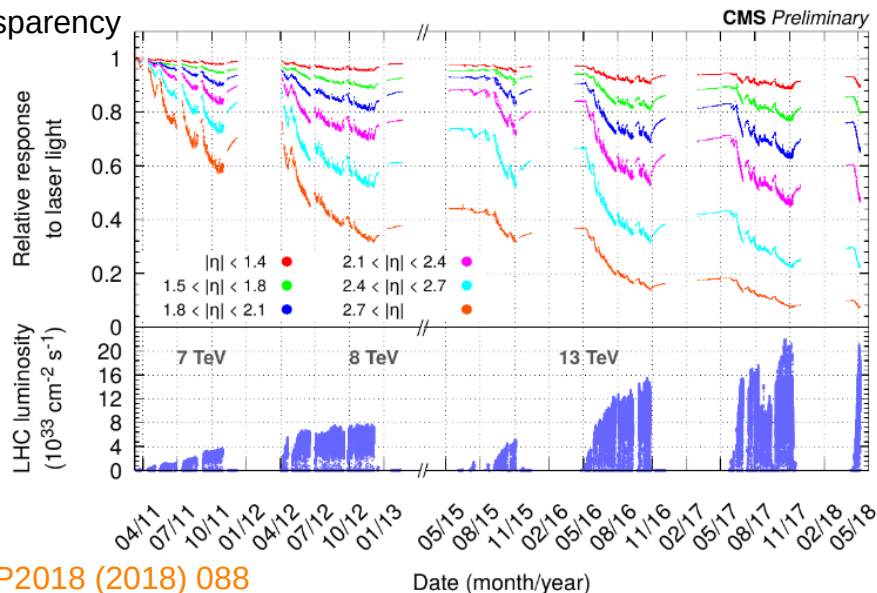 sparency
CMS Preliminary
Relative response
to laser light
1
0.8
0.6
0.4
0.2
0
|η| < 1.4
1.5 < |η| < 1.8
1.8 < |η| < 2.1
2.1 < |η| < 2.4
2.4 < |η| < 2.7
2.7 < |η|
//
//
//
LHC luminosity
(10³³ cm⁻² s⁻¹)
20
16
12
8
4
0
7 TeV
8 TeV
13 TeV
04/11
07/11
10/11
01/12
04/12
07/12
10/12
01/13
05/15
08/15
11/15
02/16
05/16
08/16
11/16
02/17
05/17
08/17
11/17
02/18
05/18
Date (month/year)
P2018 (2018) 088